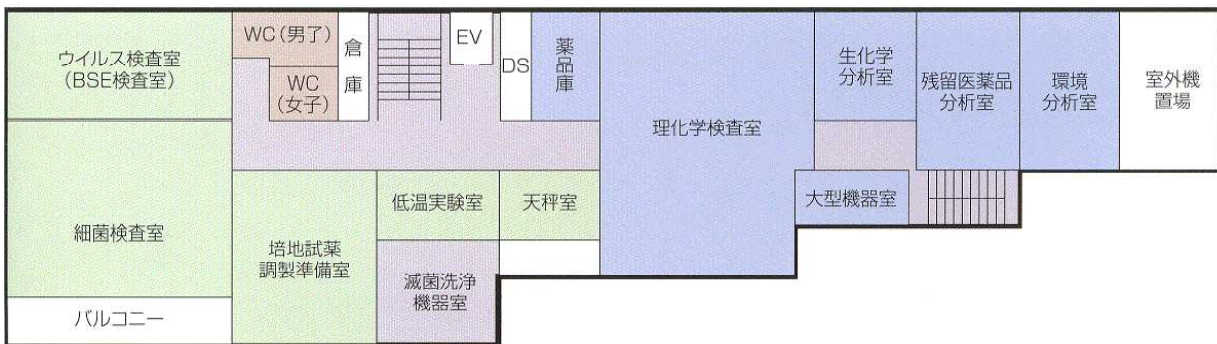 ウイルス検査室
(BSE検査室)
WC(男子)
WC
(女子)
倉
庫
EV
DS
薬
品
庫
理化学検査室
生化学
分析室
残留医薬品
分析室
環境
分析室
室外機
置場
細菌検査室
培地試薬
調製準備室
低温実験室
天秤室
大型機器室
滅菌洗浄
機器室
バルコニー